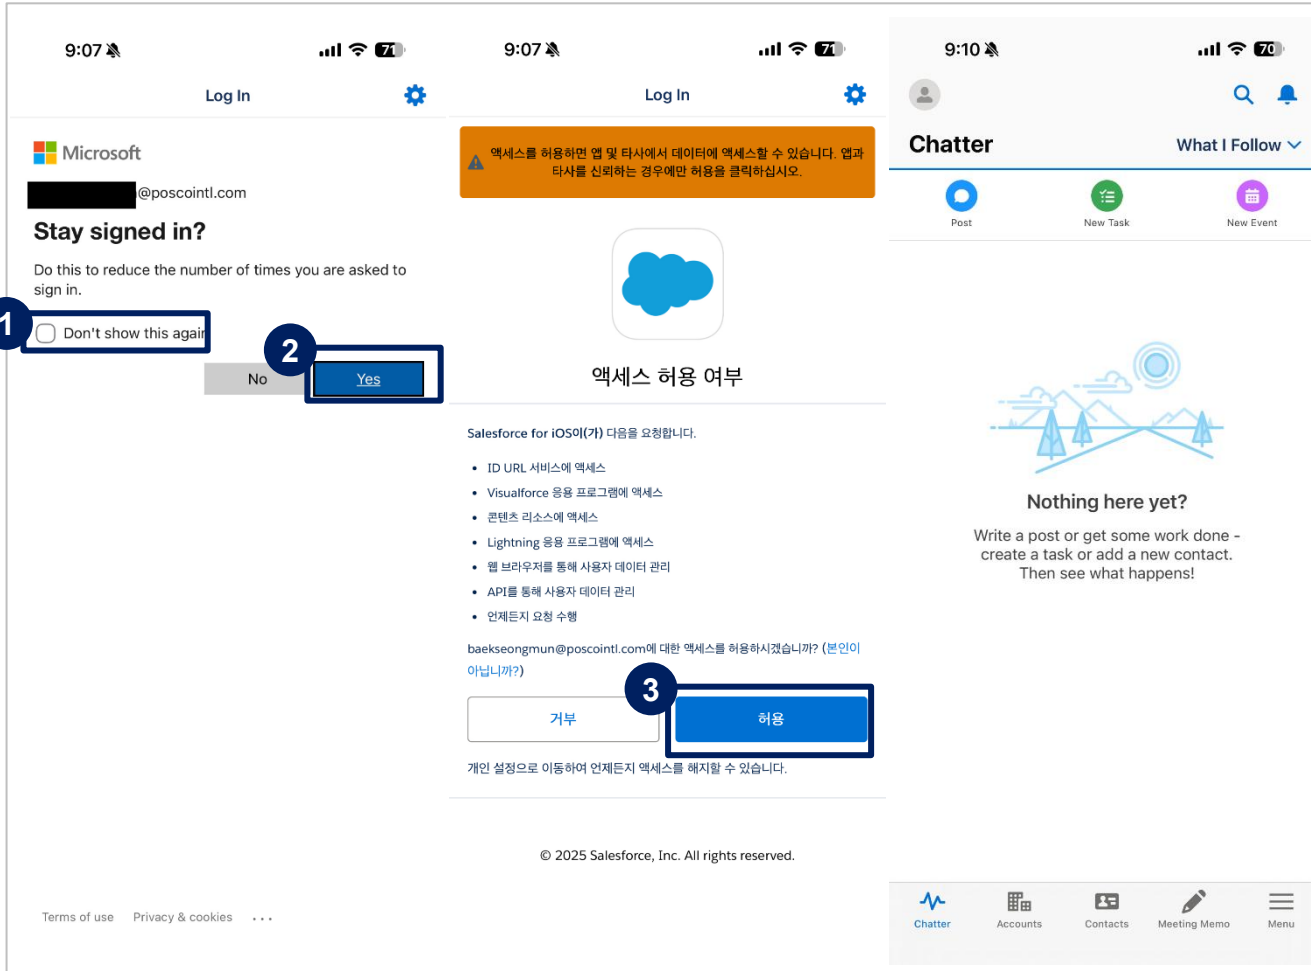 9:07
71
Log In
Microsoft
@poscointl.com
Stay signed in?
Do this to reduce the number of times you are asked to
sign in.
1
Don't show this again
2
No
Yes
Terms of use Privacy & cookies ...
9:07
71
Log In
액세스를 허용하면 앱 및 타사에서 데이터에 액세스할 수 있습니다. 앱과
타사를 신뢰하는 경우에만 허용을 클릭하십시오.
액세스 허용 여부
Salesforce for iOS이(가) 다음을 요청합니다.
• ID URL 서비스에 액세스
• Visualforce 응용 프로그램에 액세스
• 콘텐츠 리소스에 액세스
• Lightning 응용 프로그램에 액세스
• 웹 브라우저를 통해 사용자 데이터 관리
• API를 통해 사용자 데이터 관리
• 언제든지 요청 수행
baekseongmun@poscointl.com에 대한 액세스를 허용하시겠습니까? (본인이
아닙니까?)
3
거부
허용
개인 설정으로 이동하여 언제든지 액세스를 해지할 수 있습니다.
© 2025 Salesforce, Inc. All rights reserved.
9:10
70
Chatter
What I Follow
Post
New Task
New Event
Nothing here yet?
Write a post or get some work done -
create a task or add a new contact.
Then see what happens!
Chatter
Accounts
Contacts
Meeting Memo
Menu